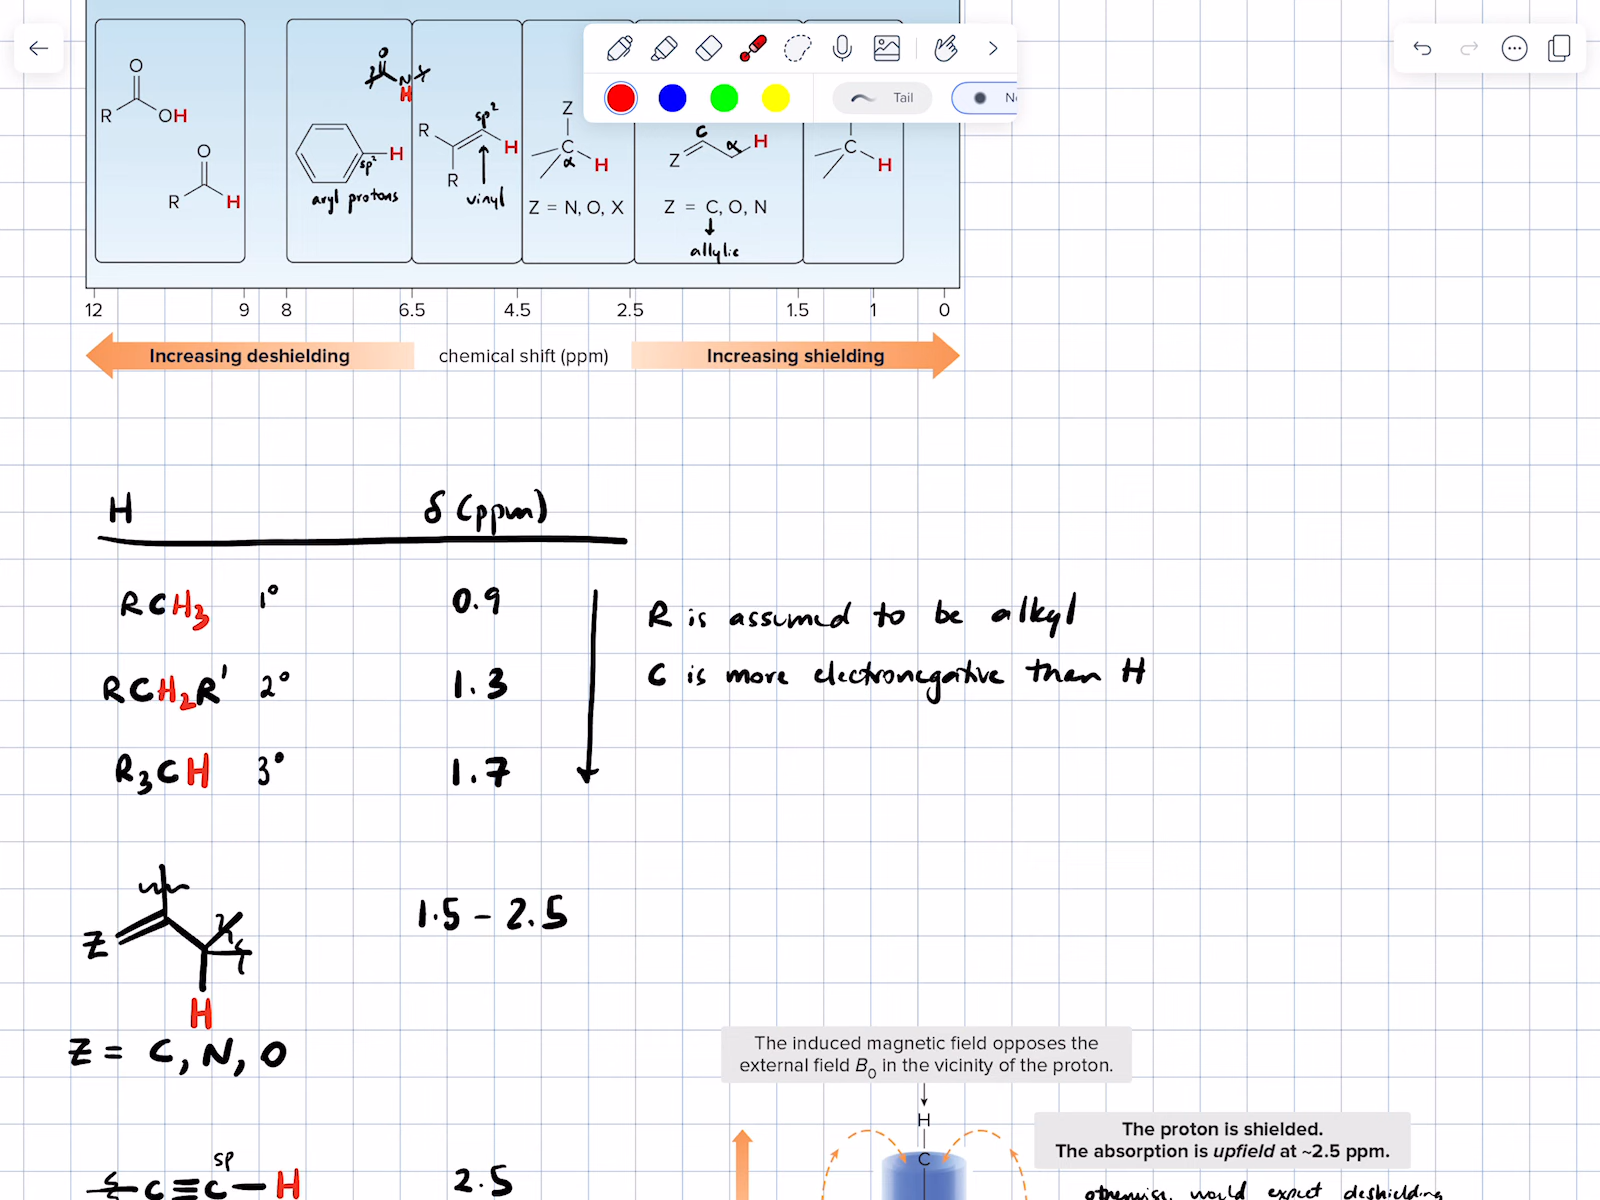 Tail
O
R
OH
O
R
H
O
N
H
sp²
H
aryl protons
R
R
sp²
H
vinyl
Z
C
α
H
Z = N, O, X
C
Z
α
H
Z = C, O, N
allylic
C
H
12 9 8 6.5 4.5 2.5 1.5 1 0
Increasing deshielding chemical shift (ppm) Increasing shielding
H δ (ppm)
RCH₃ 1° 0.9
RCH₂R' 2° 1.3
R₃CH 3° 1.7
R is assumed to be alkyl
C is more electronegative than H
Z
H
1.5 – 2.5
Z = C, N, O
The induced magnetic field opposes the
external field B₀ in the vicinity of the proton.
H
C
The proton is shielded.
The absorption is upfield at ~2.5 ppm.
otherwise would expect deshielding
sp
C≡C–H 2.5